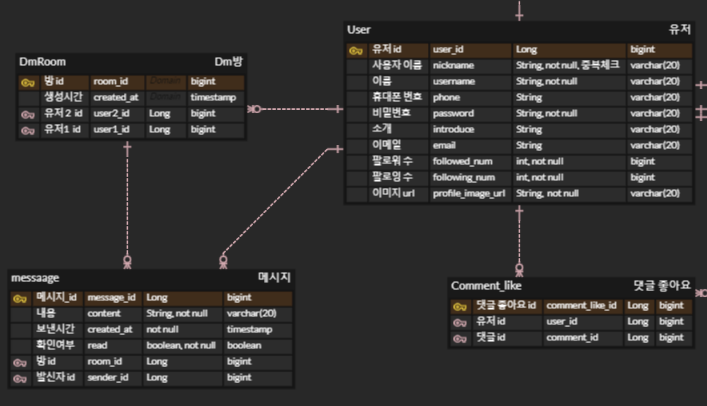 User 유저
유저 id user_id Long bigint
사용자 이름 nickname String, not null, 중복체크 varchar(20)
이름 username String, not null varchar(20)
휴대폰 번호 phone String varchar(20)
비밀번호 password String, not null varchar(20)
소개 introduce String varchar(20)
이메일 email String varchar(20)
팔로워 수 followed_num int, not null bigint
팔로잉 수 following_num int, not null bigint
이미지 url profile_image_url String, not null varchar(20)
DmRoom Dm방
방 id room_id Domain bigint
생성시간 created_at Domain timestamp
유저 2 id user2_id Long bigint
유저1 id user1_id Long bigint
messaage 메시지
메시지_id message_id Long bigint
내용 content String, not null varchar(20)
보낸시간 created_at not null timestamp
확인여부 read boolean, not null boolean
방 id room_id Long bigint
발신자 id sender_id Long bigint
Comment_like 댓글 좋아요
댓글 좋아요 id comment_like_id Long bigint
유저 id user_id Long bigint
댓글 id comment_id Long bigint